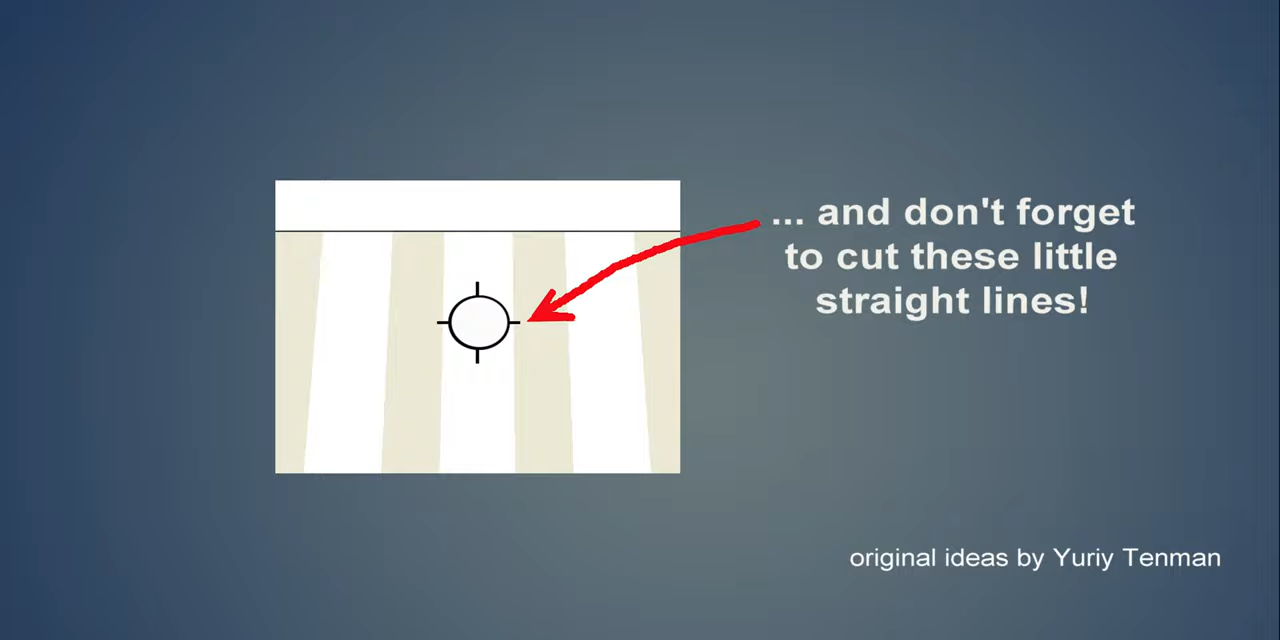 ... and don't forget
to cut these little
straight lines!
original ideas by Yuriy Tenman